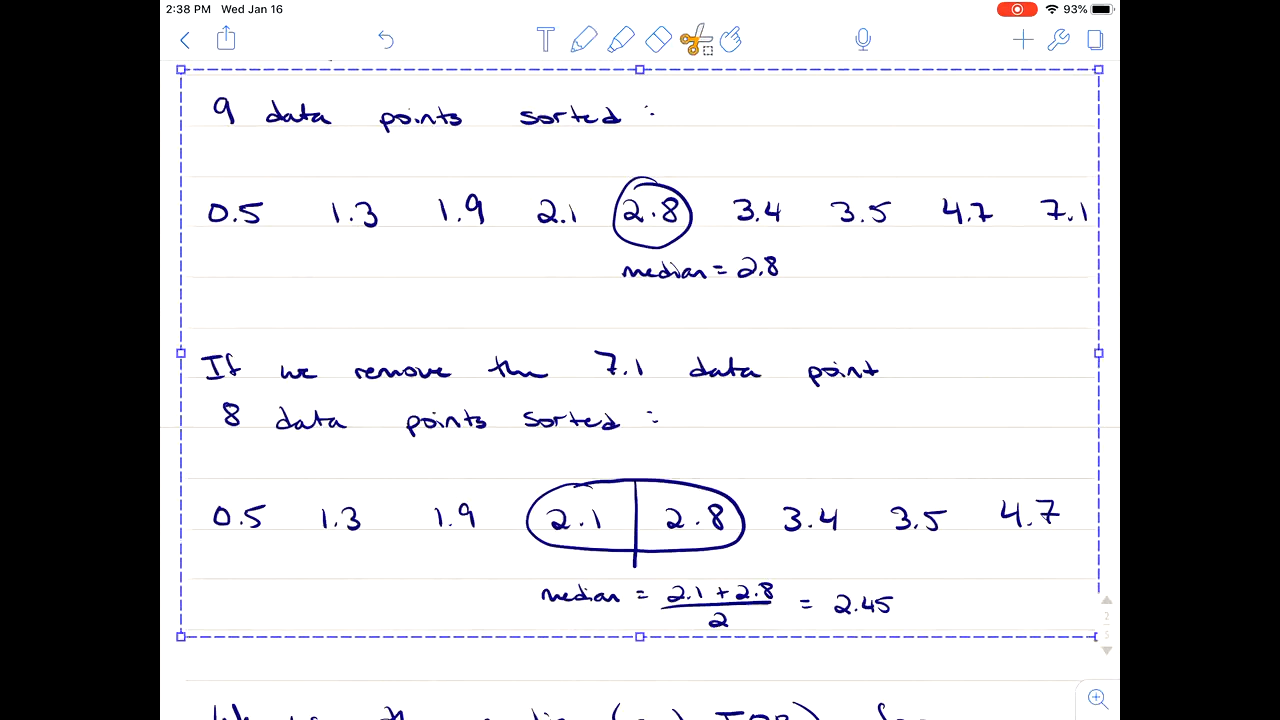 2:38 PM Wed Jan 16 93%
9 data points sorted :
0.5 1.3 1.9 2.1 2.8 3.4 3.5 4.7 7.1
median = 2.8
If we remove the 7.1 data point
8 data points sorted :
0.5 1.3 1.9 2.1 2.8 3.4 3.5 4.7
median = 2.1 + 2.8 / 2 = 2.45